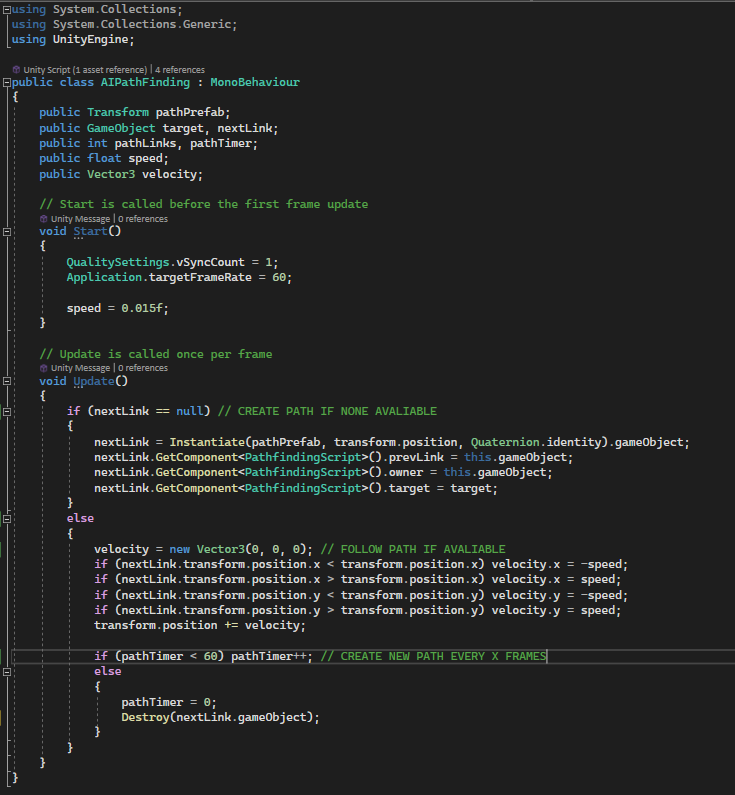 using System.Collections;
using System.Collections.Generic;
using UnityEngine;
Unity Script (1 asset reference) | 4 references
public class AIPathFinding : MonoBehaviour
{
public Transform pathPrefab;
public GameObject target, nextLink;
public int pathLinks, pathTimer;
public float speed;
public Vector3 velocity;
// Start is called before the first frame update
Unity Message | 0 references
void Start()
{
QualitySettings.vSyncCount = 1;
Application.targetFrameRate = 60;
speed = 0.015f;
}
// Update is called once per frame
Unity Message | 0 references
void Update()
{
if (nextLink == null) // CREATE PATH IF NONE AVALIABLE
{
nextLink = Instantiate(pathPrefab, transform.position, Quaternion.identity).gameObject;
nextLink.GetComponent<PathfindingScript>().prevLink = this.gameObject;
nextLink.GetComponent<PathfindingScript>().owner = this.gameObject;
nextLink.GetComponent<PathfindingScript>().target = target;
}
else
{
velocity = new Vector3(0, 0, 0); // FOLLOW PATH IF AVALIABLE
if (nextLink.transform.position.x < transform.position.x) velocity.x = -speed;
if (nextLink.transform.position.x > transform.position.x) velocity.x = speed;
if (nextLink.transform.position.y < transform.position.y) velocity.y = -speed;
if (nextLink.transform.position.y > transform.position.y) velocity.y = speed;
transform.position += velocity;
if (pathTimer < 60) pathTimer++; // CREATE NEW PATH EVERY X FRAMES
else
{
pathTimer = 0;
Destroy(nextLink.gameObject);
}
}
}
}